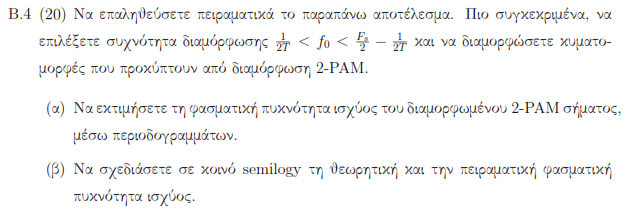 B.4 (20) Να επαληθεύσετε πειραματικά το παραπάνω αποτέλεσμα. Πιο συγκεκριμένα, να
επιλέξετε συχνότητα διαμόρφωσης $\frac{1}{2T} < f_0 < \frac{F_s}{2} - \frac{1}{2T}$ και να διαμορφώσετε κυματο-
μορφές που προκύπτουν από διαμόρφωση 2-PAM.
(α) Να εκτιμήσετε τη φασματική πυκνότητα ισχύος του διαμορφωμένου 2-PAM σήματος,
μέσω περιοδογραμμάτων.
(β) Να σχεδιάσετε σε κοινό semilogy τη θεωρητική και την πειραματική φασματική
πυκνότητα ισχύος.